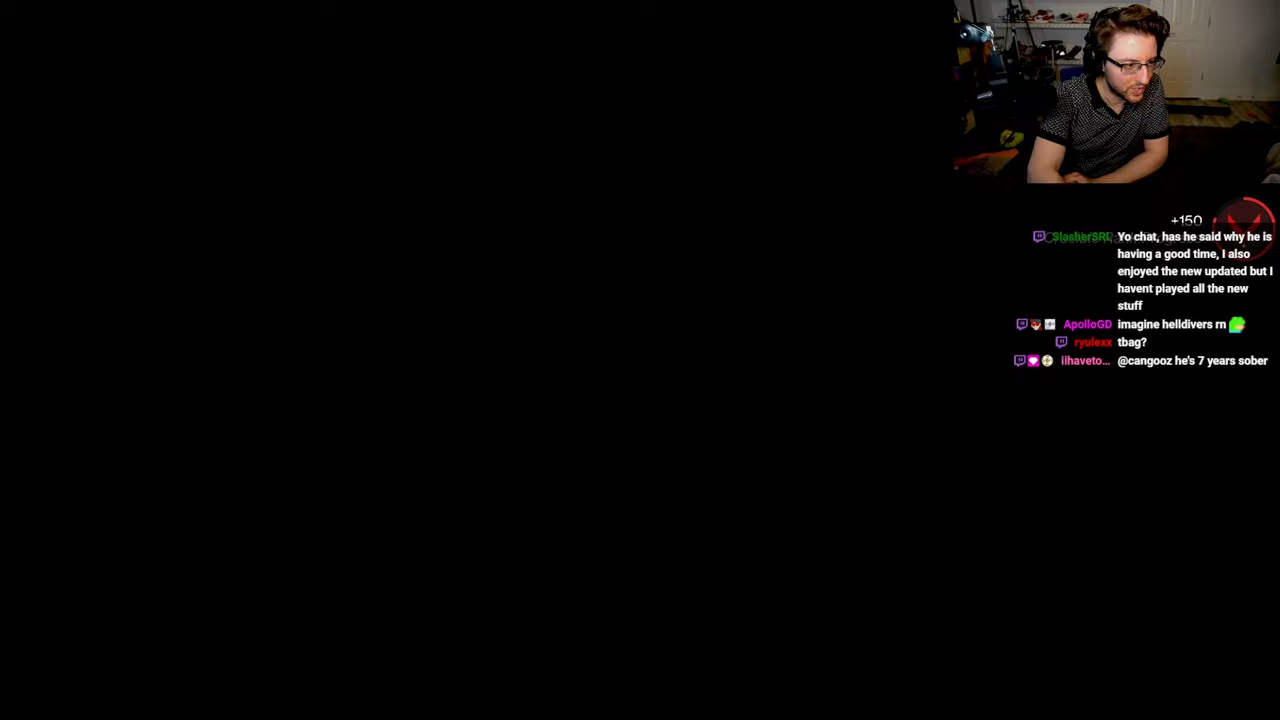 +150
SlasherSRL Yo chat, has he said why he is
having a good time, I also
enjoyed the new updated but I
havent played all the new
stuff
ApolloGD imagine helldivers rn
ryulexx tbag?
iihaveto... @cangooz he's 7 years sober